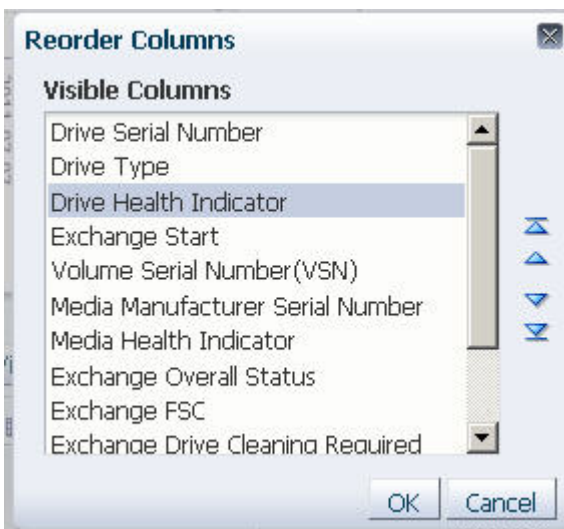 Reorder Columns
Visible Columns
Drive Serial Number
Drive Type
Drive Health Indicator
Exchange Start
Volume Serial Number(VSN)
Media Manufacturer Serial Number
Media Health Indicator
Exchange Overall Status
Exchange FSC
Exchange Drive Cleaning Required
OK
Cancel